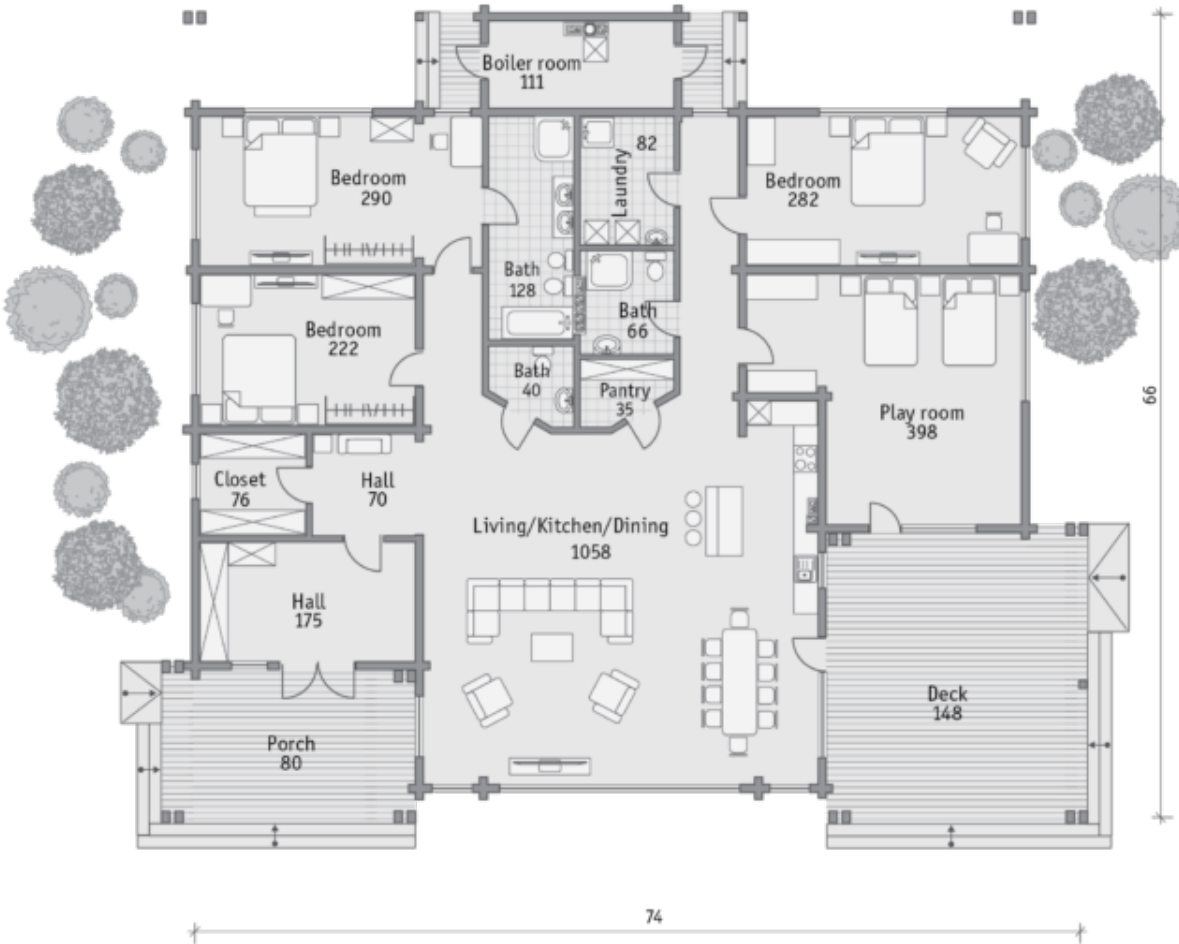 Boiler room
111
Bedroom
290
Laundry
82
Bedroom
282
Bath
128
Bath
66
Bedroom
222
Bath
40
Pantry
35
Play room
398
66
Closet
76
Hall
70
Living/Kitchen/Dining
1058
Hall
175
Deck
148
Porch
80
74